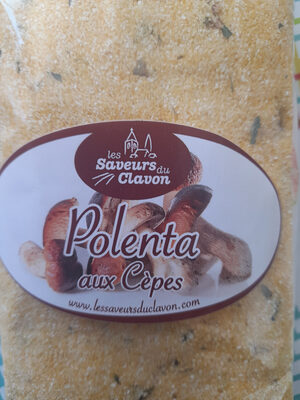 les
Saveurs du
Clavon
Polenta
aux Cèpes
www.lessaveursduclavon.com